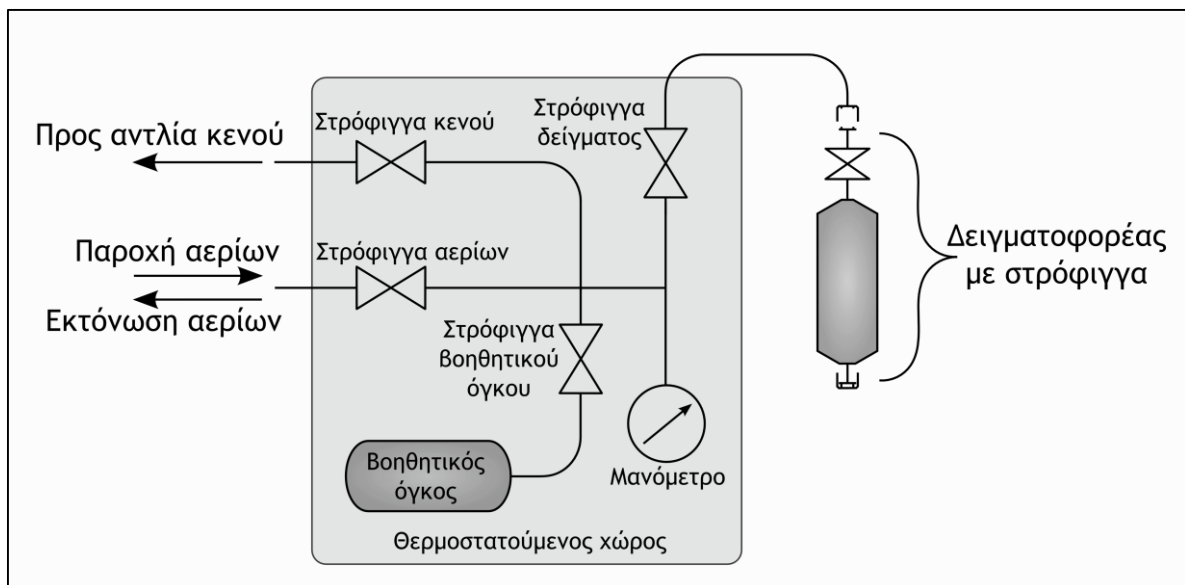 Προς αντλία κενού
Στρόφιγγα κενού
Στρόφιγγα
δείγματος
Παροχή αερίων
Εκτόνωση αερίων
Στρόφιγγα αερίων
Στρόφιγγα
βοηθητικού
όγκου
Δειγματοφορέας
με στρόφιγγα
Βοηθητικός
όγκος
Μανόμετρο
Θερμοστατούμενος χώρος